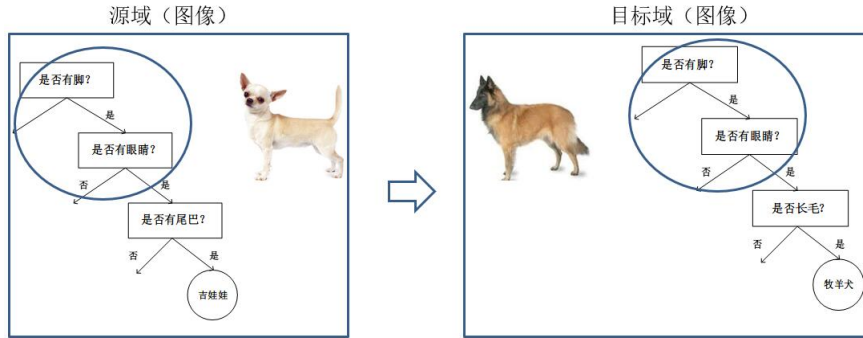 源域（图像）
目标域（图像）
是否有脚？
是
是否有眼睛？
否
是
是否有尾巴？
否
是
吉娃娃
是否有脚？
是
是否有眼睛？
否
是
是否长毛？
否
是
牧羊犬